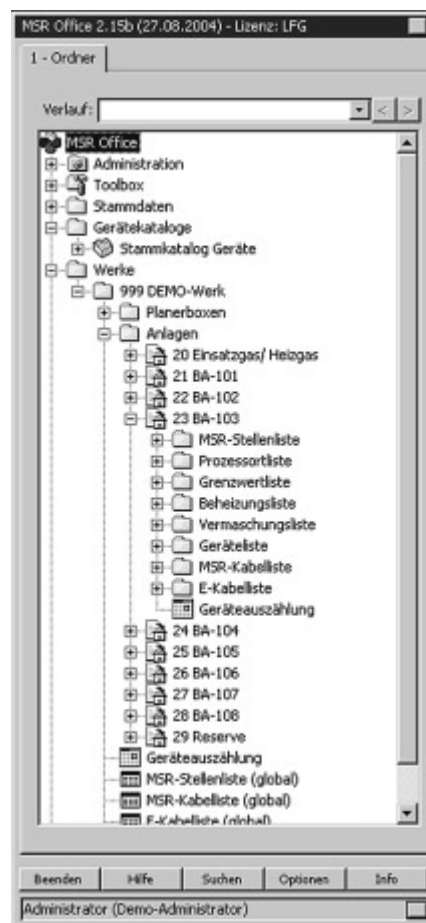 MSR Office 2.15b (27.08.2004) - Lizenz: LFG
1 - Ordner
Verlauf:
< >
MSR Office
Administration
Toolbox
Stammdaten
Gerätekataloge
Stammkatalog Geräte
Werke
999 DEMO-Werk
Planerboxen
Anlagen
20 Einsatzgas/ Heizgas
21 BA-101
22 BA-102
23 BA-103
MSR-Stellenliste
Prozessortliste
Grenzwertliste
Beheizungsliste
Vermaschungsliste
Geräteliste
MSR-Kabelliste
E-Kabelliste
Geräteauszählung
24 BA-104
25 BA-105
26 BA-106
27 BA-107
28 BA-108
29 Reserve
Geräteauszählung
MSR-Stellenliste (global)
MSR-Kabelliste (global)
E-Kabelliste (global)
Beenden Hilfe Suchen Optionen Info
Administrator (Demo-Administrator)